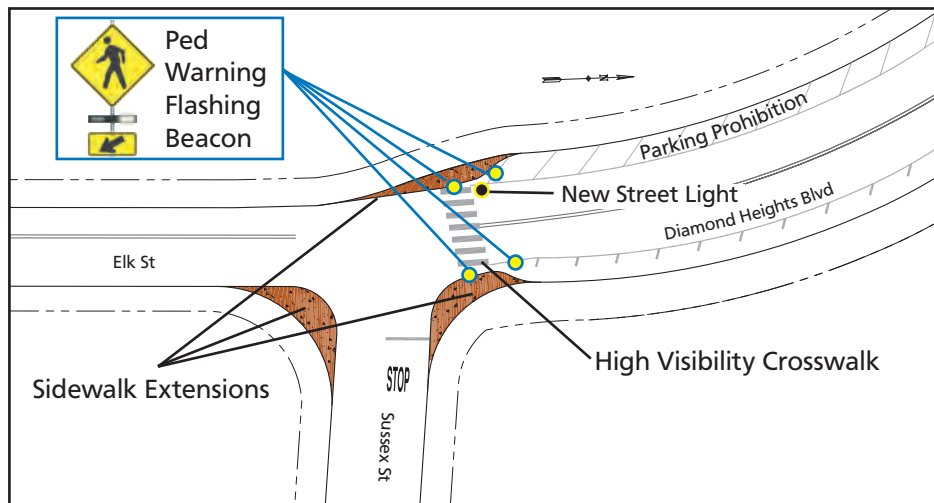 Ped
Warning
Flashing
Beacon
N
Parking Prohibition
New Street Light
Diamond Heights Blvd
Elk St
High Visibility Crosswalk
Sidewalk Extensions
STOP
Sussex St